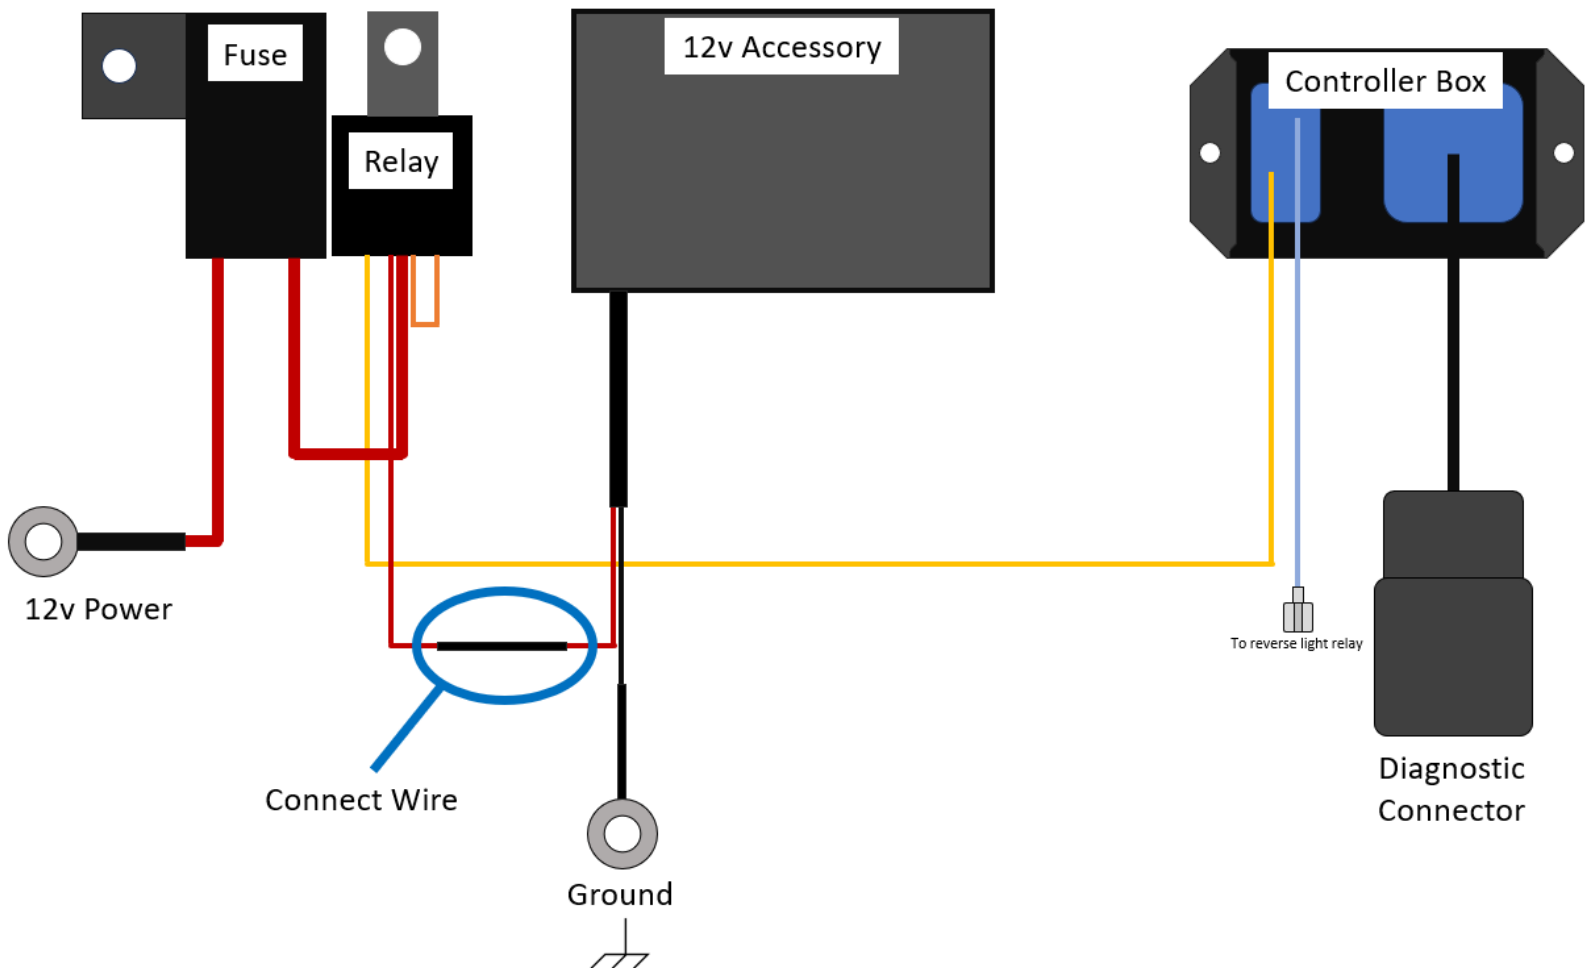 Fuse
Relay
12v Accessory
Controller Box
12v Power
To reverse light relay
Connect Wire
Diagnostic
Connector
Ground